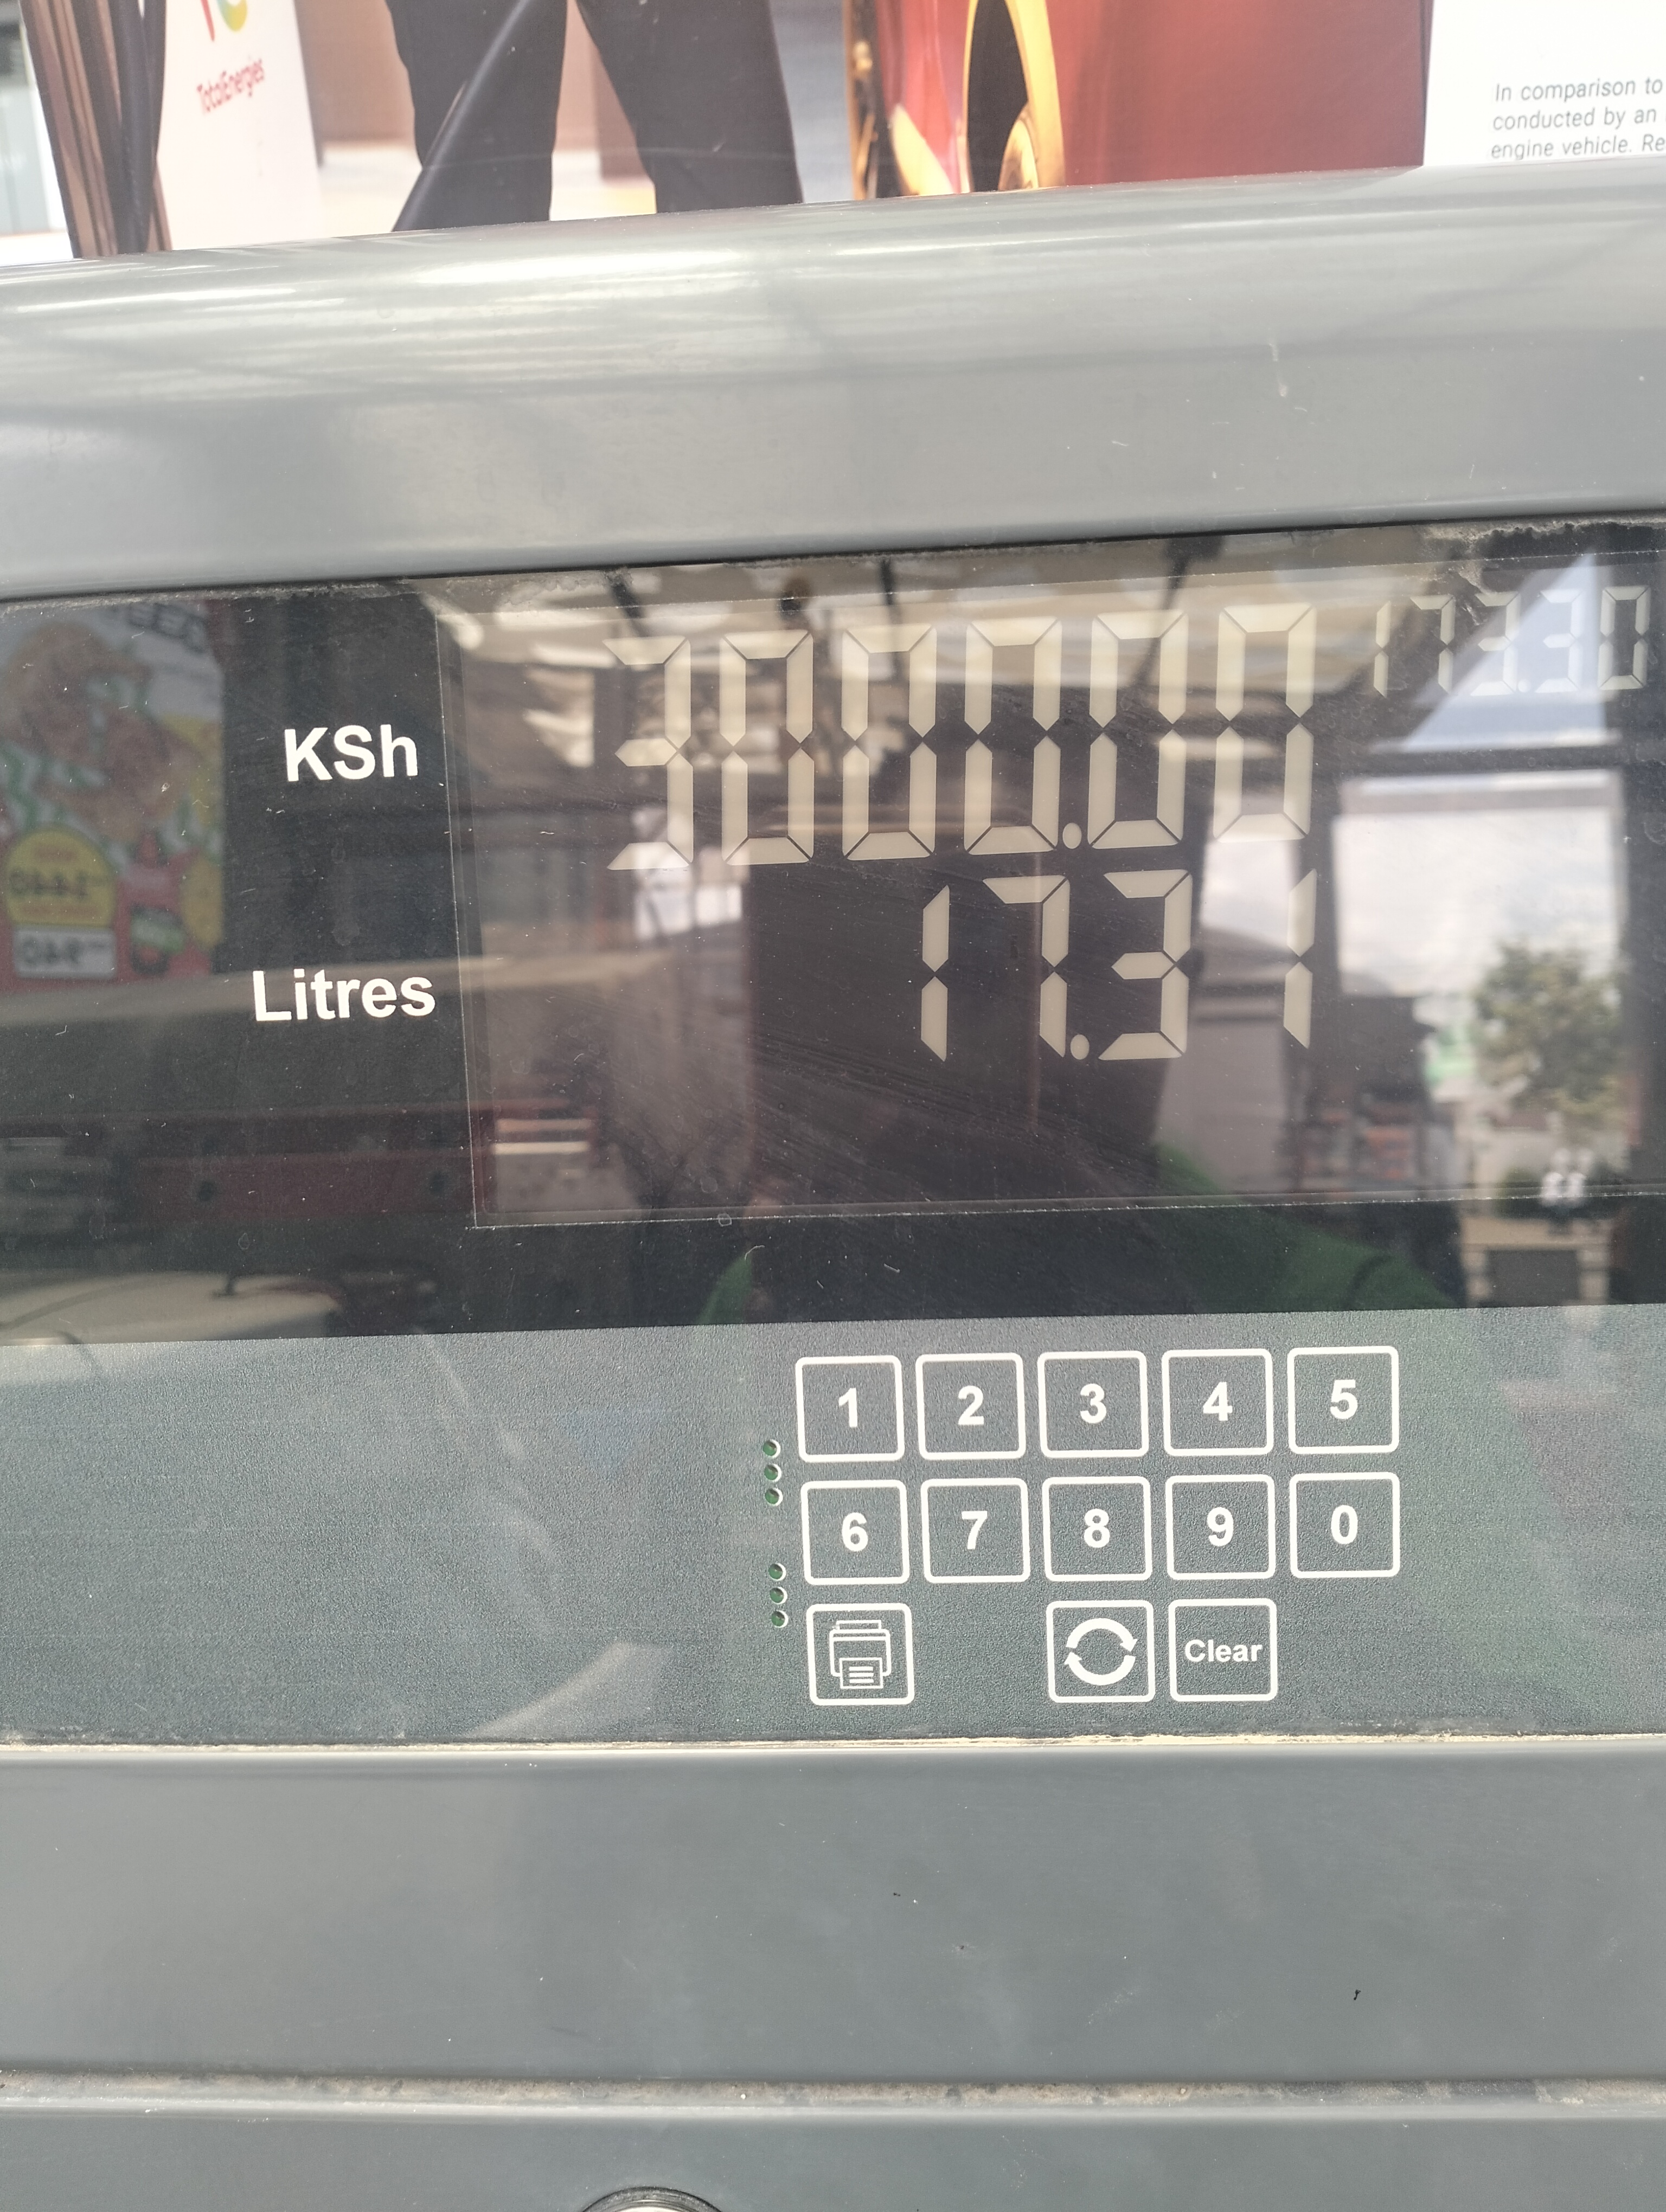 TotalEnergies
In comparison to
conducted by an
engine vehicle. Re
173.30
KSh 3000.00
Litres 17.31
1 2 3 4 5
6 7 8 9 0
Clear